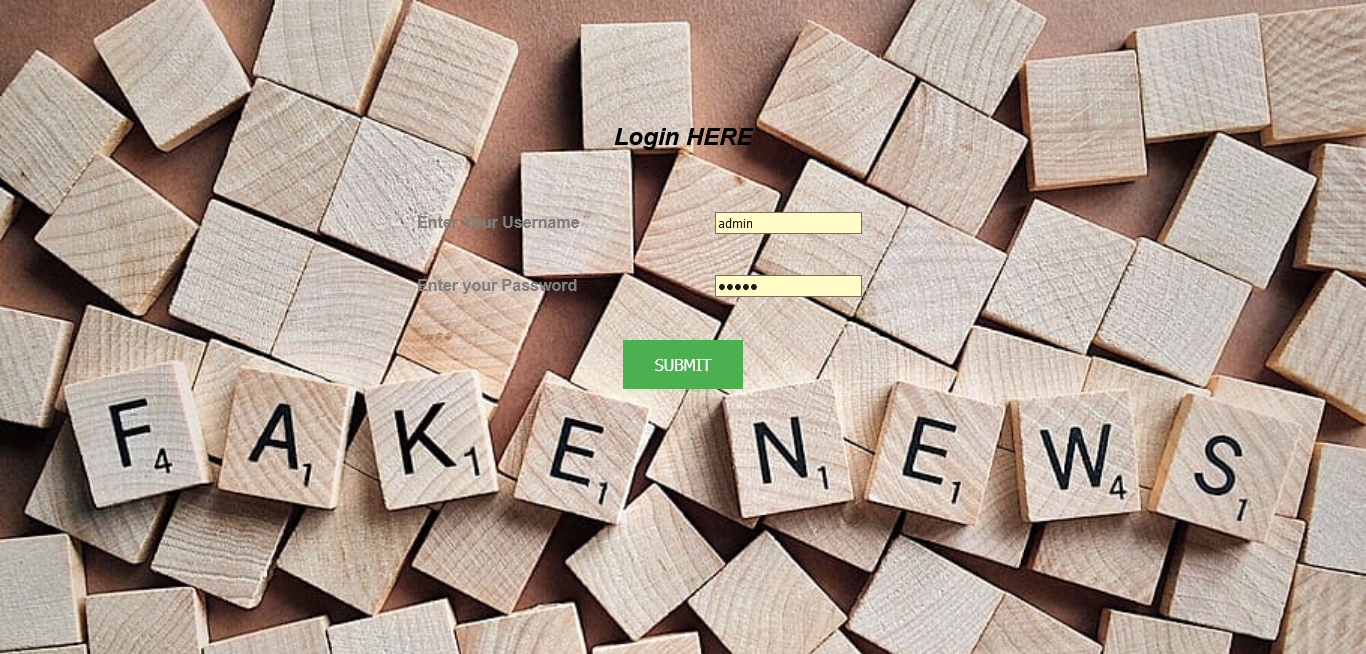 Login HERE
Enter Your Username admin
Enter your Password •••••
SUBMIT
F4 A1 K1 E1 N1 E1 W4 S1